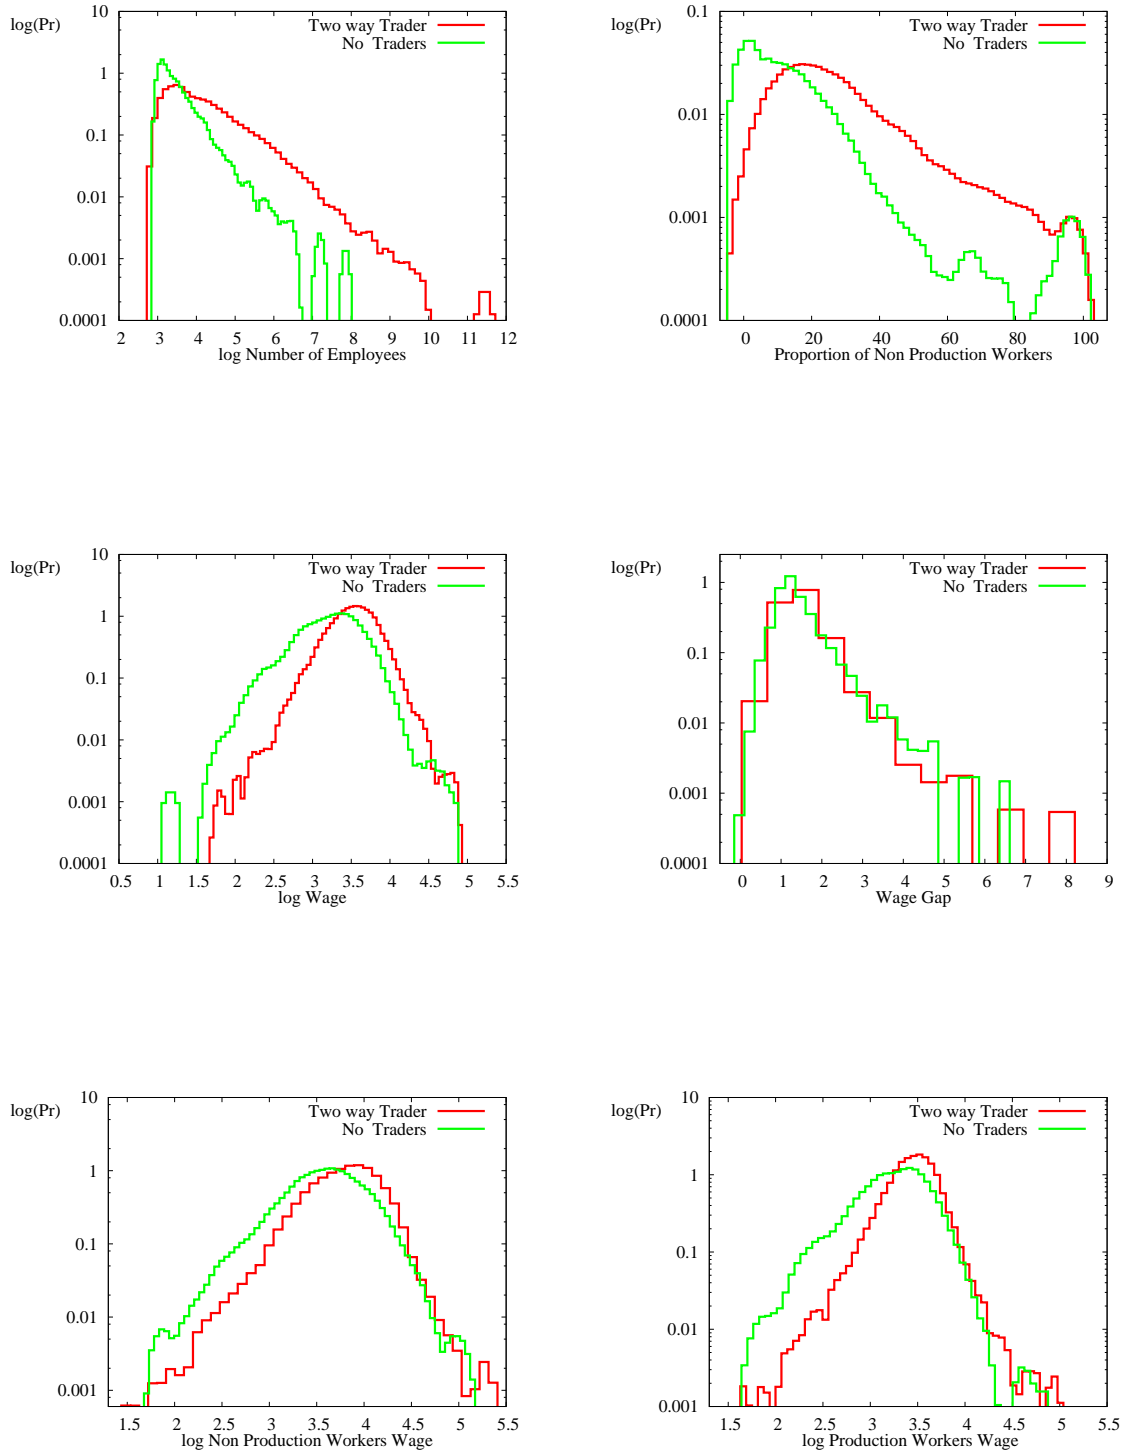 log(Pr)
Two way Trader
No Traders
10
1
0.1
0.01
0.001
0.0001
2 3 4 5 6 7 8 9 10 11 12
log Number of Employees
log(Pr)
Two way Trader
No Traders
0.1
0.01
0.001
0.0001
0 20 40 60 80 100
Proportion of Non Production Workers
log(Pr)
Two way Trader
No Traders
10
1
0.1
0.01
0.001
0.0001
0.5 1 1.5 2 2.5 3 3.5 4 4.5 5 5.5
log Wage
log(Pr)
Two way Trader
No Traders
1
0.1
0.01
0.001
0.0001
0 1 2 3 4 5 6 7 8 9
Wage Gap
log(Pr)
Two way Trader
No Traders
10
1
0.1
0.01
0.001
1.5 2 2.5 3 3.5 4 4.5 5 5.5
log Non Production Workers Wage
log(Pr)
Two way Trader
No Traders
10
1
0.1
0.01
0.001
1.5 2 2.5 3 3.5 4 4.5 5 5.5
log Production Workers Wage